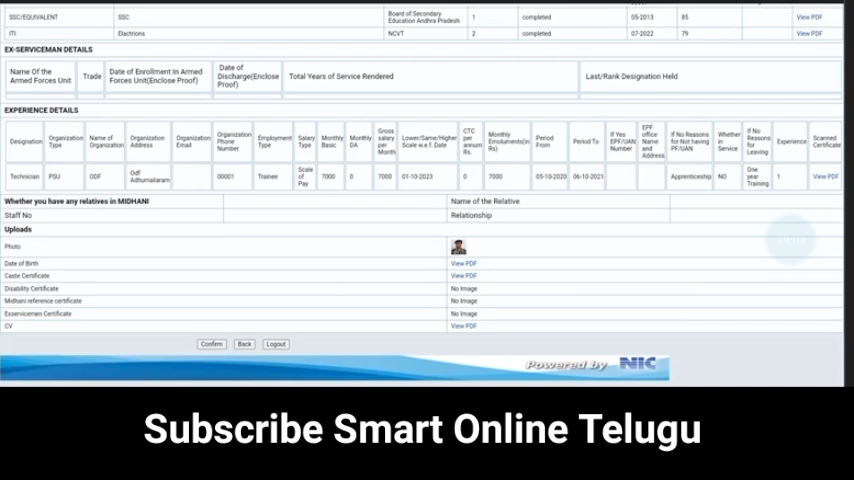 SSC/EQUIVALENT SSC Board of Secondary Education Andhra Pradesh 1 completed 05-2013 85 View PDF
ITI Elactrions NCVT 2 completed 07-2022 79 View PDF
EX-SERVICEMAN DETAILS
Name Of the Armed Forces Unit Trade Date of Enrollment In Armed Forces Unit(Enclose Proof) Date of Discharge(Enclose Proof) Total Years of Service Rendered Last/Rank Designation Held
EXPERIENCE DETAILS
Designation Organization Type Name of Organization Organization Address Organization Email Organization Phone Number Employment Type Salary Type Monthly Basic Monthly DA Gross salary per Month Lower/Same/Higher Scale w.e.f. Date CTC per annum Rs. Monthly Emoluments(in Rs) Period From Period To If Yes EPF/UAN Number EPF office Name and Address If No Reasons for Not having PF/UAN Whether in Service If No Reasons for Leaving Experience Scanned Certificate
Technician PSU ODF Odf Adhumailaram 00001 Trainee Scale of Pay 7000 0 7000 01-10-2023 0 7000 05-10-2020 06-10-2021 Apprenticeship NO One year Training 1 View PDF
Whether you have any relatives in MIDHANI Name of the Relative
Staff No Relationship
Uploads
Photo
Date of Birth View PDF
Caste Certificate View PDF
Disability Certificate No Image
Midhani reference certificate No Image
Exservicemen Certificate No Image
CV View PDF
Confirm Back Logout
Powered by NIC
Subscribe Smart Online Telugu